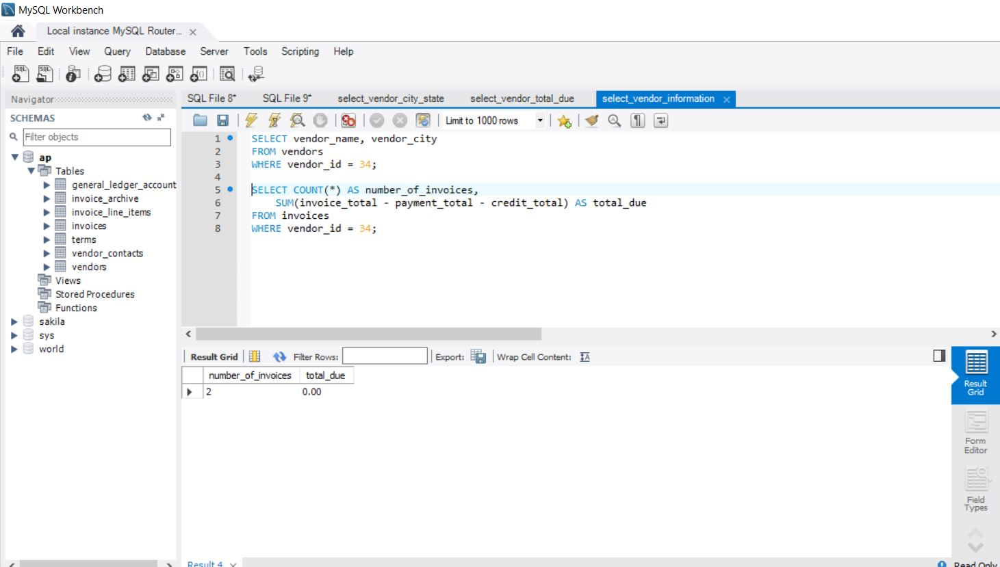 MySQL Workbench
Local instance MySQL Router...
File Edit View Query Database Server Tools Scripting Help
Navigator
SCHEMAS
Filter objects
ap
Tables
general_ledger_account
invoice_archive
invoice_line_items
invoices
terms
vendor_contacts
vendors
Views
Stored Procedures
Functions
sakila
sys
world
SQL File 8* SQL File 9* select_vendor_city_state select_vendor_total_due select_vendor_information
Limit to 1000 rows
1 SELECT vendor_name, vendor_city
2 FROM vendors
3 WHERE vendor_id = 34;
4
5 SELECT COUNT(*) AS number_of_invoices,
6 SUM(invoice_total - payment_total - credit_total) AS total_due
7 FROM invoices
8 WHERE vendor_id = 34;
Result Grid Filter Rows: Export: Wrap Cell Content:
number_of_invoices total_due
2 0.00
Result
Grid
Form
Editor
Field
Types
Result 4
Read Only